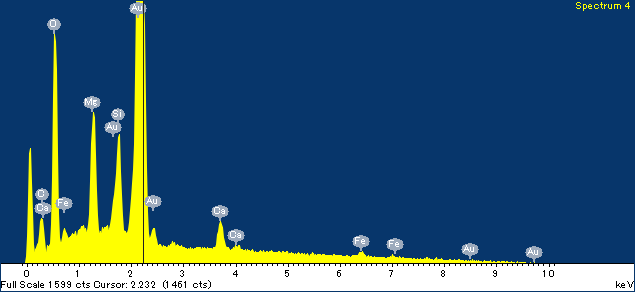 Spectrum 4
Au
O
Mg
Si
Au
O
Ca
Fe
Au
Ca
Ca
Fe
Fe
Au
Au
0 1 2 3 4 5 6 7 8 9 10
Full Scale 1599 cts Cursor: 2.232 (1461 cts) keV